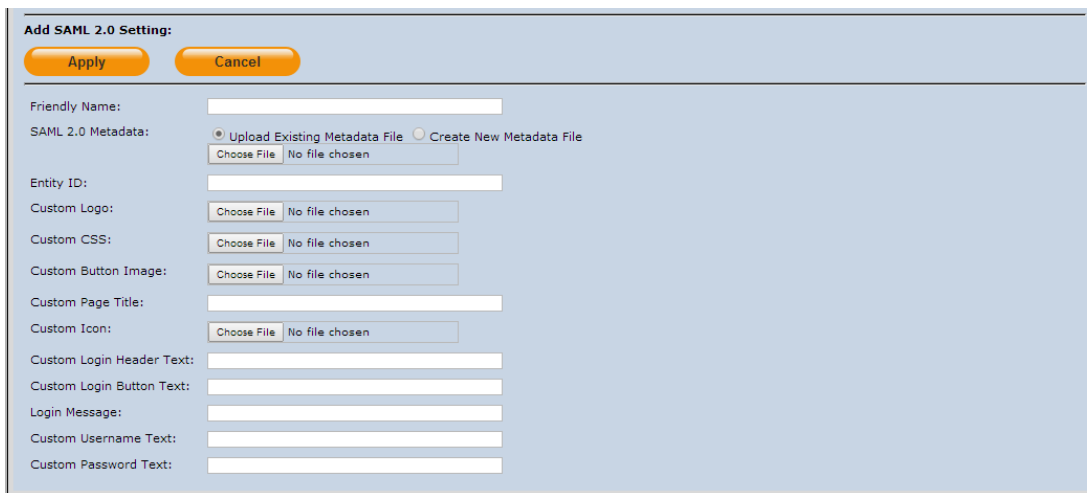 Add SAML 2.0 Setting:
Apply Cancel
Friendly Name:
SAML 2.0 Metadata: Upload Existing Metadata File Create New Metadata File
Choose File No file chosen
Entity ID:
Custom Logo: Choose File No file chosen
Custom CSS: Choose File No file chosen
Custom Button Image: Choose File No file chosen
Custom Page Title:
Custom Icon: Choose File No file chosen
Custom Login Header Text:
Custom Login Button Text:
Login Message:
Custom Username Text:
Custom Password Text: